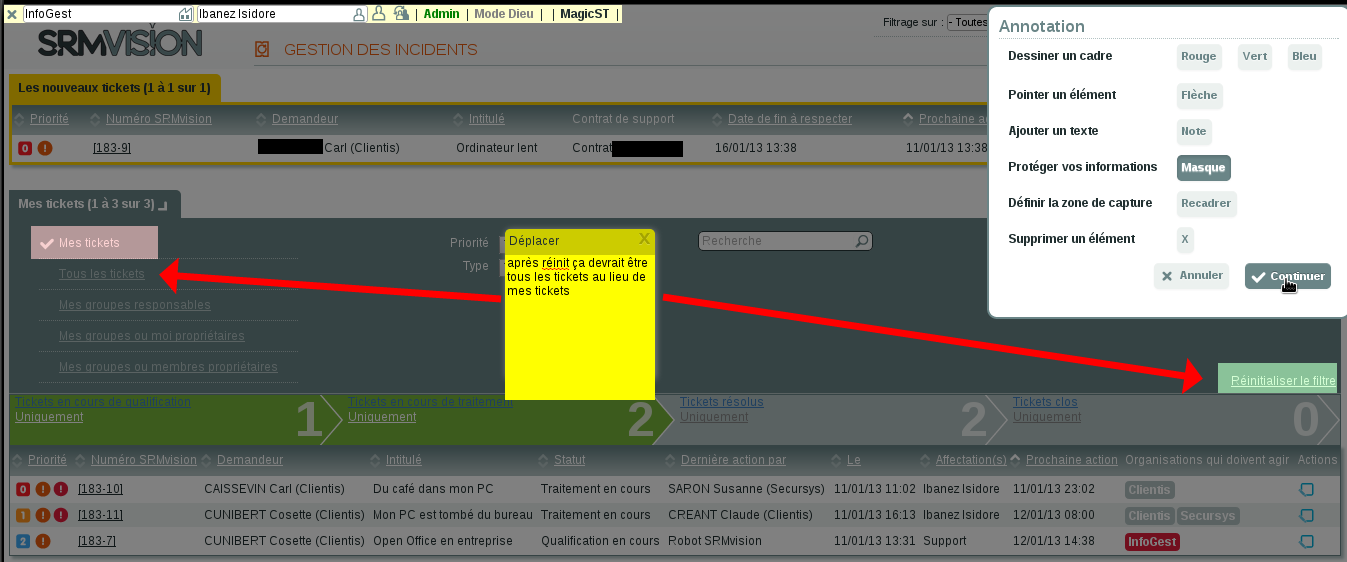 InfoGest Ibanez Isidore | Admin | Mode Dieu | | MagicST |
SRMVISION
GESTION DES INCIDENTS
Filtrage sur : - Toutes
Les nouveaux tickets (1 à 1 sur 1)
Priorité Numéro SRMvision Demandeur Intitulé Contrat de support Date de fin à respecter Prochaine
0 ! [183-9] Carl (Clientis) Ordinateur lent Contrat 16/01/13 13:38 11/01/13 13:38
Mes tickets (1 à 3 sur 3)
Mes tickets
Tous les tickets
Mes groupes responsables
Mes groupes ou moi propriétaires
Mes groupes ou membres propriétaires
Priorité
Type
Recherche
Déplacer X
après réinit ça devrait être
tous les tickets au lieu de
mes tickets
Réinitialiser le filtre
Annotation
Dessiner un cadre Rouge Vert Bleu
Pointer un élément Flèche
Ajouter un texte Note
Protéger vos informations Masque
Définir la zone de capture Recadrer
Supprimer un élément X
Annuler Continuer
Tickets en cours de qualification
Uniquement
1
Tickets en cours de traitement
Uniquement
2
Tickets résolus
Uniquement
2
Tickets clos
Uniquement
0
Priorité Numéro SRMvision Demandeur Intitulé Statut Dernière action par Le Affectation(s) Prochaine action Organisations qui doivent agir Actions
0 ! ! [183-10] CAISSEVIN Carl (Clientis) Du café dans mon PC Traitement en cours SARON Susanne (SecurSys) 11/01/13 11:02 Ibanez Isidore 11/01/13 23:02 Clientis
1 ! ! [183-11] CUNIBERT Cosette (Clientis) Mon PC est tombé du bureau Traitement en cours CREANT Claude (Clientis) 11/01/13 16:13 Ibanez Isidore 12/01/13 08:00 Clientis Securсys
2 ! [183-7] CUNIBERT Cosette (Clientis) Open Office en entreprise Qualification en cours Robot SRMvision 11/01/13 13:31 Support 12/01/13 14:38 InfoGest